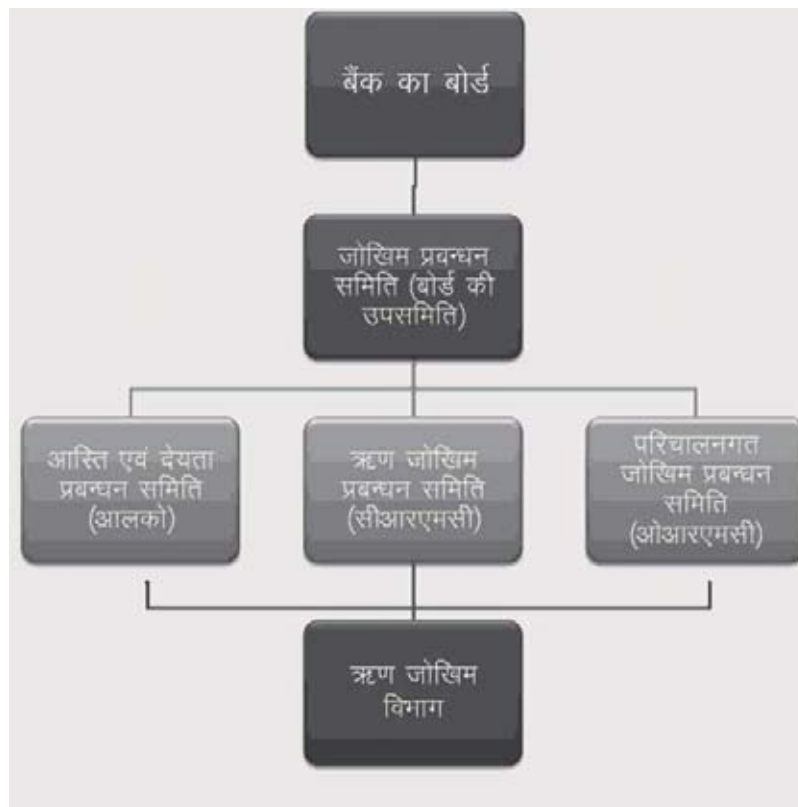 बैंक का बोर्ड
जोखिम प्रबन्धन
समिति (बोर्ड की
उपसमिति)
आस्ति एवं देयता
प्रबन्धन समिति
(आलको)
ऋण जोखिम
प्रबन्धन समिति
(सीआरएमसी)
परिचालनगत
जोखिम प्रबन्धन
समिति
(ओआरएमसी)
ऋण जोखिम
विभाग